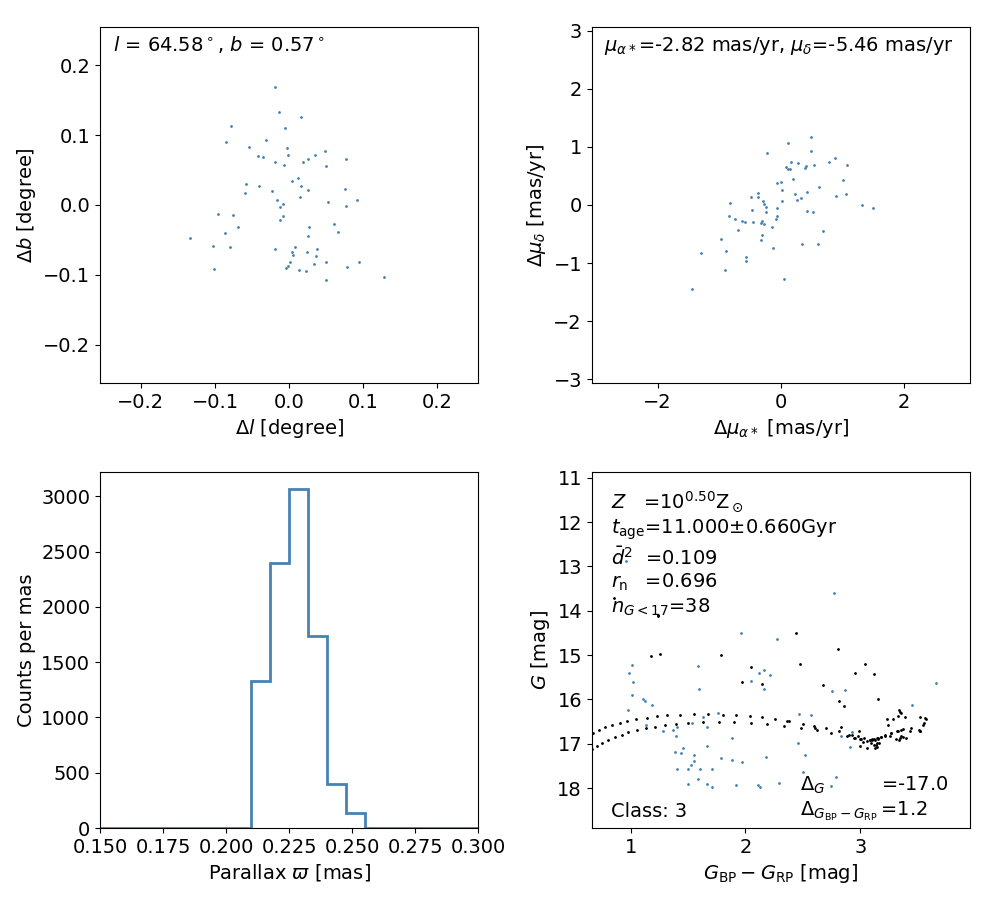 l = 64.58°, b = 0.57°
0.2
0.1
0.0
−0.1
−0.2
Δb [degree]
−0.2 −0.1 0.0 0.1 0.2
Δl [degree]
μα*=-2.82 mas/yr, μδ=-5.46 mas/yr
3
2
1
0
−1
−2
−3
Δμδ [mas/yr]
−2 0 2
Δμα* [mas/yr]
3000
2500
2000
1500
1000
500
0
Counts per mas
0.150 0.175 0.200 0.225 0.250 0.275 0.300
Parallax ϖ [mas]
11
12
13
14
15
16
17
18
G [mag]
Z =10^0.50 Z⊙
t_age=11.000±0.660Gyr
d̄² =0.109
r_n =0.696
n_G<17=38
Δ_G =-17.0
Class: 3 Δ_G_BP−G_RP =1.2
1 2 3
G_BP − G_RP [mag]